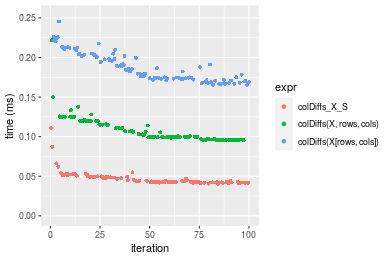 0.25
0.20
0.15
0.10
0.05
0.00
time (ms)
0
25
50
75
100
iteration
expr
colDiffs_X_S
colDiffs(X, rows, cols)
colDiffs(X[rows, cols])